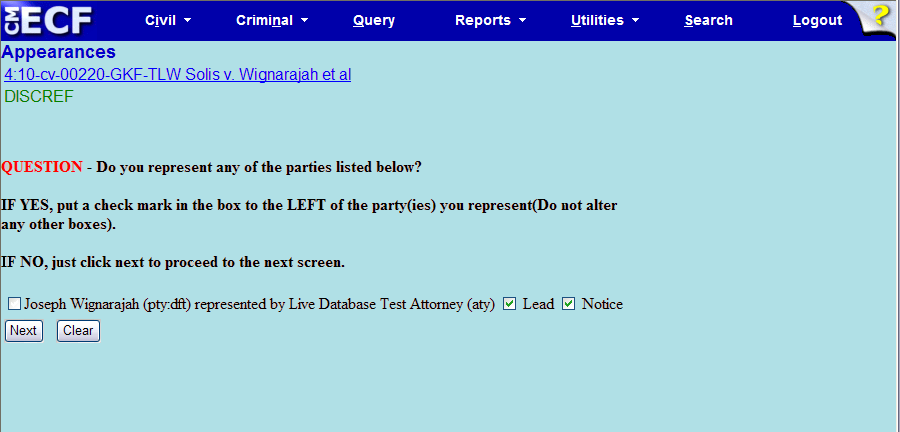 CM ECF Civil Criminal Query Reports Utilities Search Logout ?
Appearances
4:10-cv-00220-GKF-TLW Solis v. Wignarajah et al
DISCREF
QUESTION - Do you represent any of the parties listed below?
IF YES, put a check mark in the box to the LEFT of the party(ies) you represent(Do not alter
any other boxes).
IF NO, just click next to proceed to the next screen.
Joseph Wignarajah (pty:dft) represented by Live Database Test Attorney (aty) Lead Notice
Next Clear